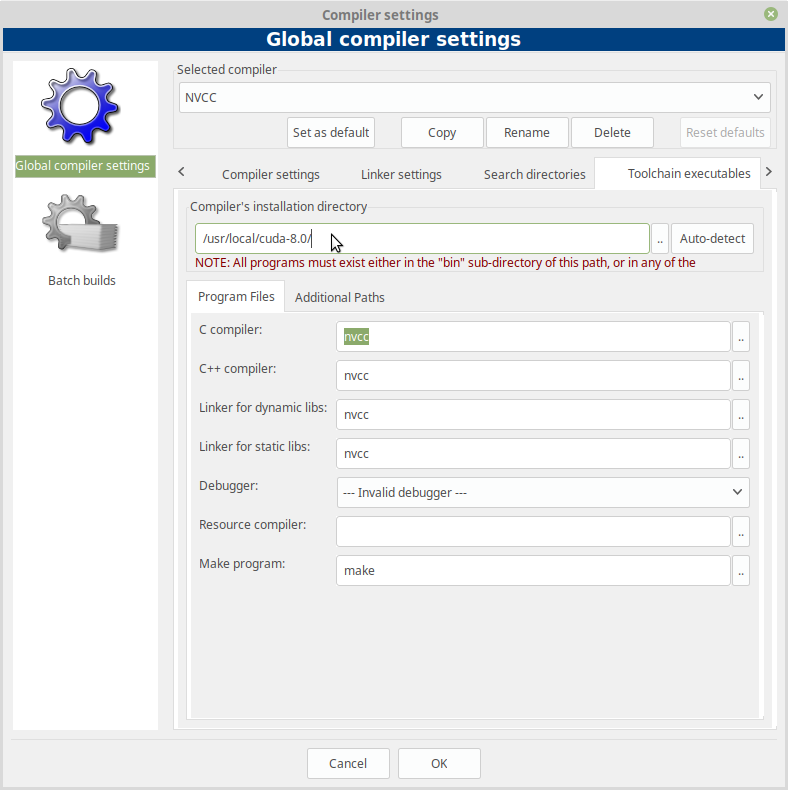 Compiler settings
Global compiler settings
Global compiler settings
Batch builds
Selected compiler
NVCC
Set as default Copy Rename Delete Reset defaults
Compiler settings Linker settings Search directories Toolchain executables
Compiler's installation directory
/usr/local/cuda-8.0/ .. Auto-detect
NOTE: All programs must exist either in the "bin" sub-directory of this path, or in any of the
Program Files Additional Paths
C compiler: nvcc ..
C++ compiler: nvcc ..
Linker for dynamic libs: nvcc ..
Linker for static libs: nvcc ..
Debugger: --- Invalid debugger ---
Resource compiler: ..
Make program: make ..
Cancel OK